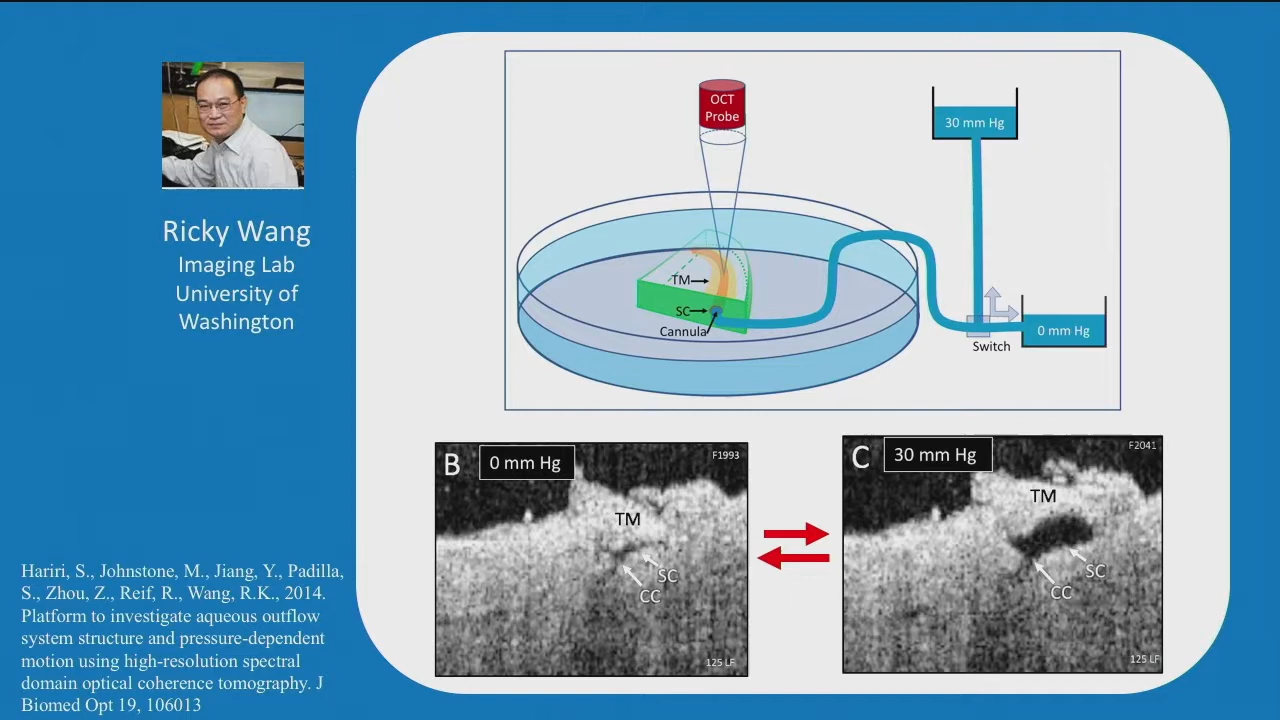 Ricky Wang
Imaging Lab
University of
Washington
Hariri, S., Johnstone, M., Jiang, Y., Padilla,
S., Zhou, Z., Reif, R., Wang, R.K., 2014.
Platform to investigate aqueous outflow
system structure and pressure-dependent
motion using high-resolution spectral
domain optical coherence tomography. J
Biomed Opt 19, 106013
OCT
Probe
30 mm Hg
TM
SC
Cannula
0 mm Hg
Switch
B
0 mm Hg
F1993
TM
SC
CC
125 LF
C
30 mm Hg
F2041
TM
SC
CC
125 LF